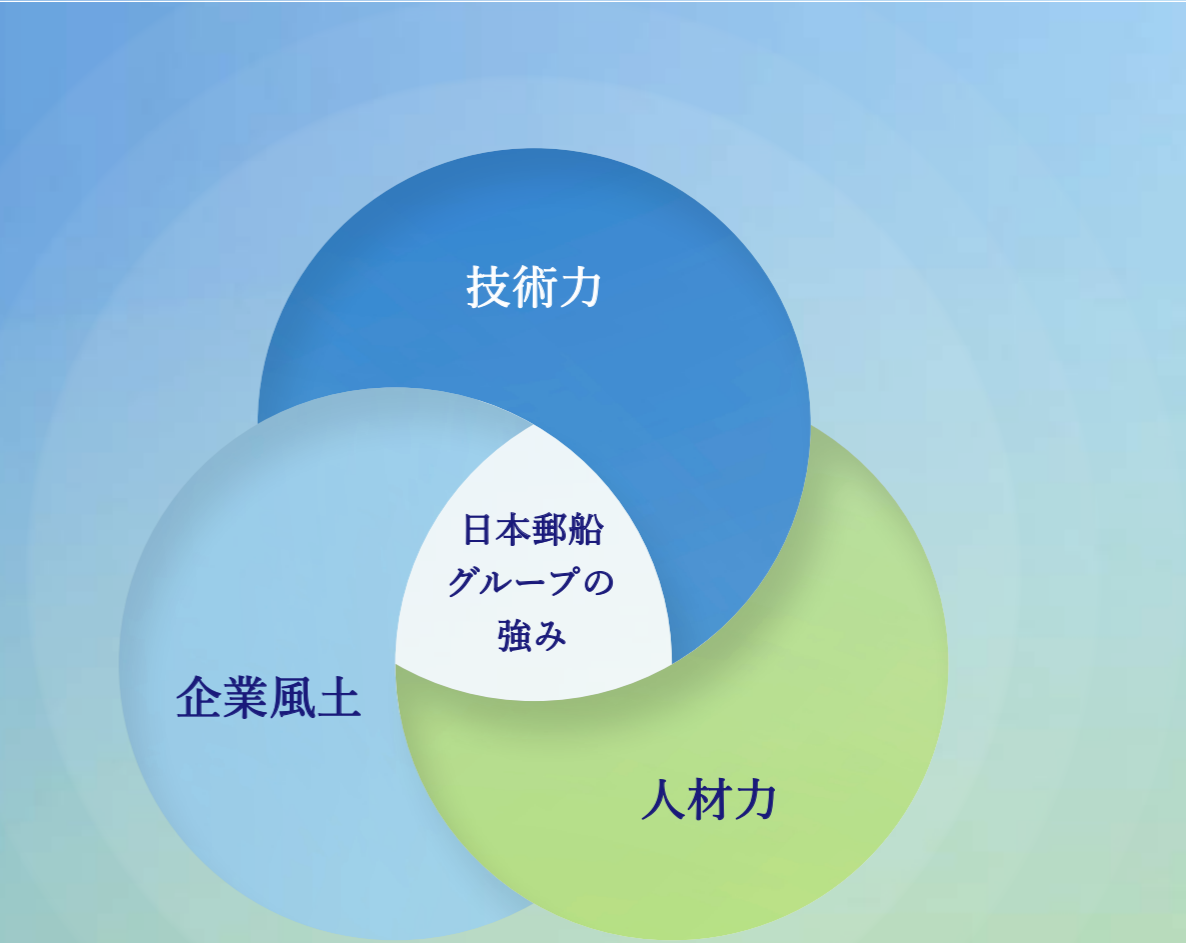 技術力
日本郵船
グループの
強み
企業風土
人材力